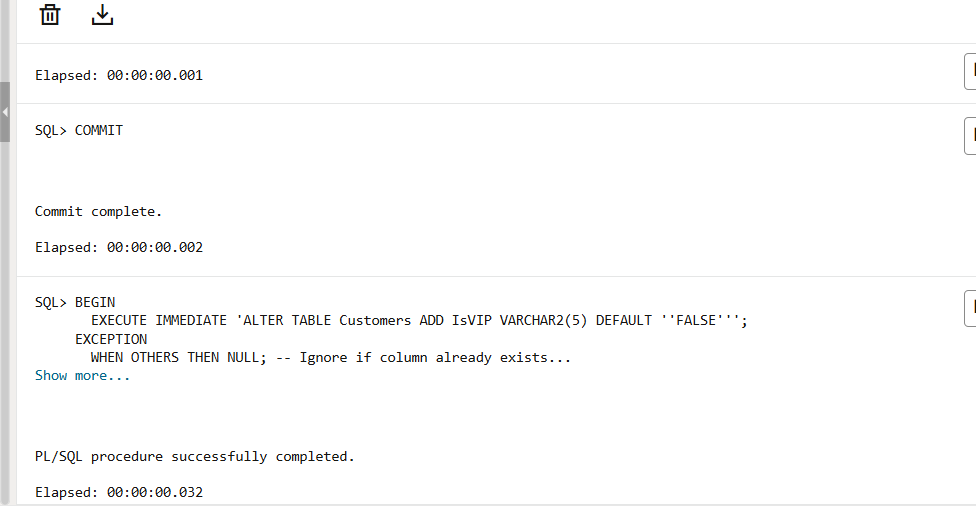 Elapsed: 00:00:00.001
SQL> COMMIT
Commit complete.
Elapsed: 00:00:00.002
SQL> BEGIN
EXECUTE IMMEDIATE 'ALTER TABLE Customers ADD IsVIP VARCHAR2(5) DEFAULT ''FALSE''';
EXCEPTION
WHEN OTHERS THEN NULL; -- Ignore if column already exists...
Show more...
PL/SQL procedure successfully completed.
Elapsed: 00:00:00.032